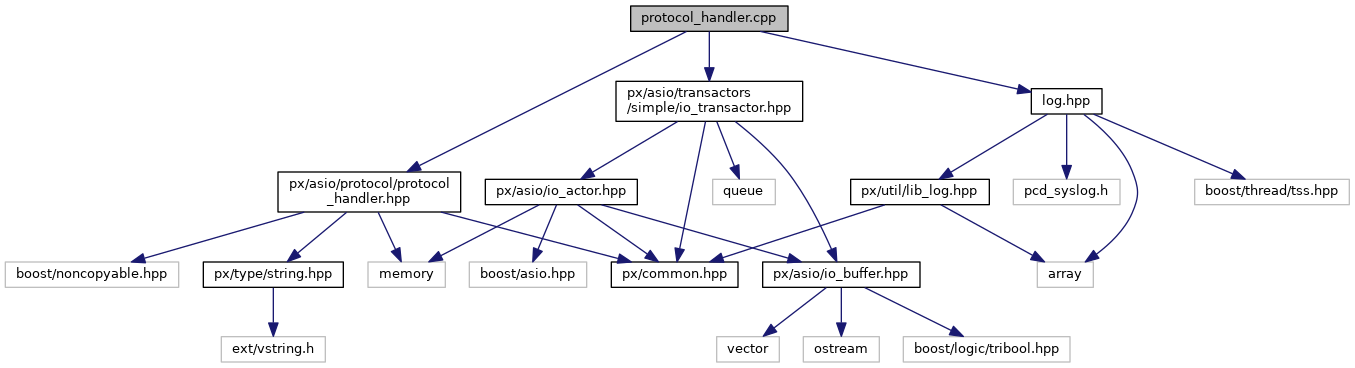 protocol_handler.cpp
px/asio/transactors
/simple/io_transactor.hpp
log.hpp
px/asio/protocol/protocol
_handler.hpp
px/asio/io_actor.hpp
queue
px/util/lib_log.hpp
pcd_syslog.h
boost/thread/tss.hpp
boost/noncopyable.hpp
px/type/string.hpp
memory
boost/asio.hpp
px/common.hpp
px/asio/io_buffer.hpp
array
ext/vstring.h
vector
ostream
boost/logic/tribool.hpp